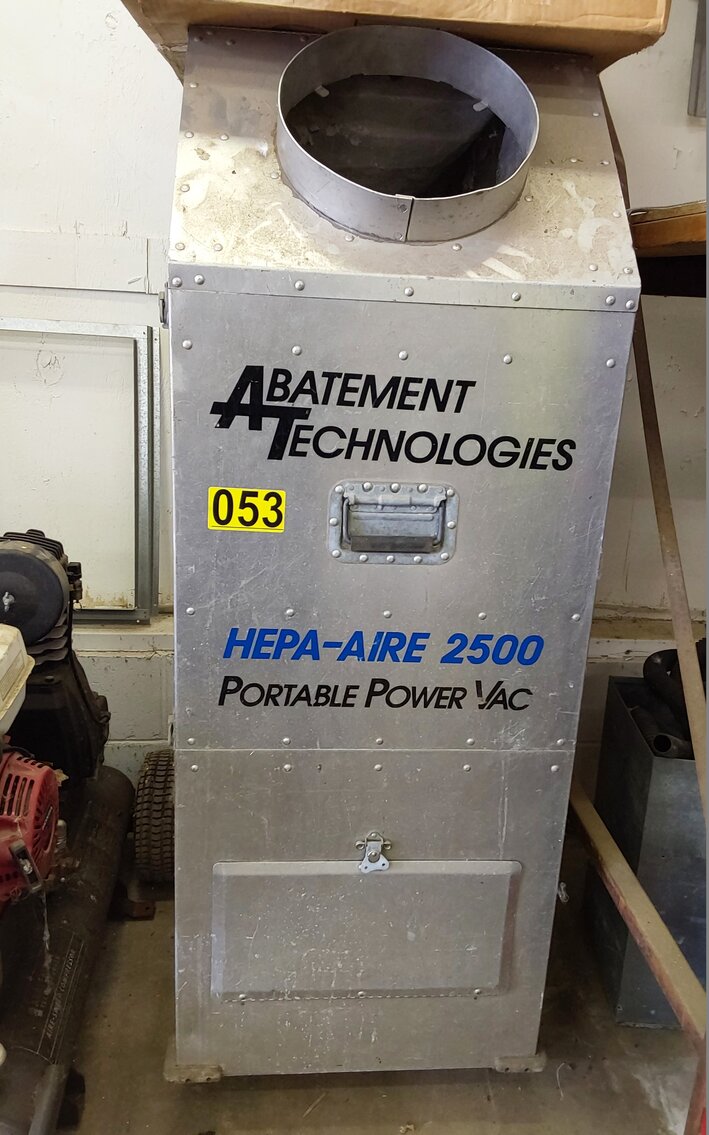 ABATEMENT
TECHNOLOGIES
053
HEPA-AIRE 2500
PORTABLE POWER VAC